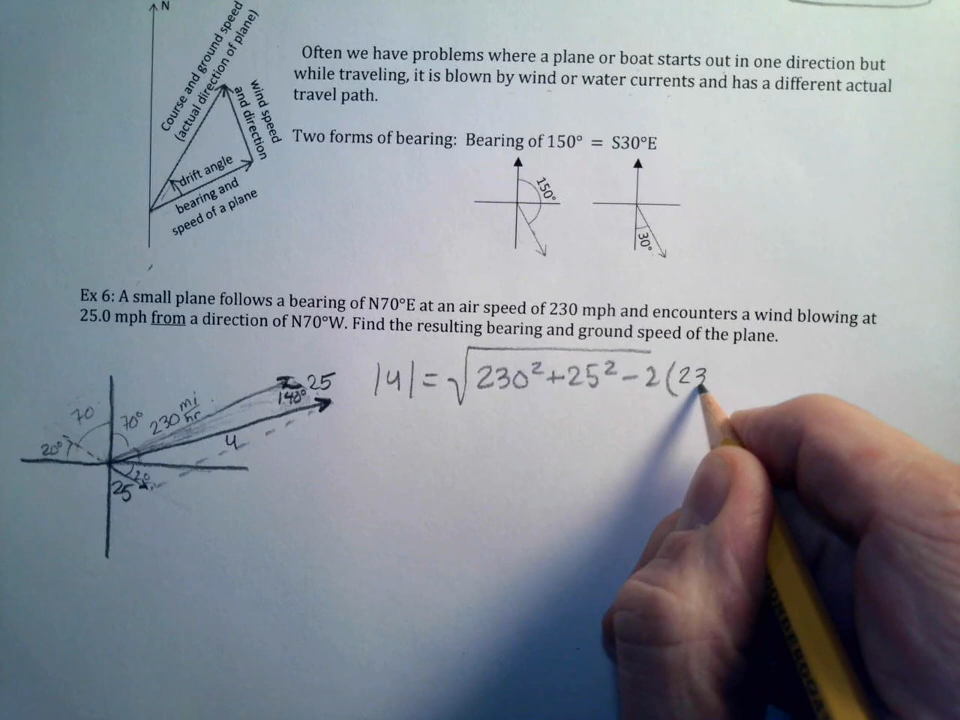 N
Course and ground speed
(actual direction of plane)
wind speed
and direction
drift angle
bearing and
speed of a plane
Often we have problems where a plane or boat starts out in one direction but
while traveling, it is blown by wind or water currents and has a different actual
travel path.
Two forms of bearing: Bearing of 150° = S30°E
150°
30°
Ex 6: A small plane follows a bearing of N70°E at an air speed of 230 mph and encounters a wind blowing at
25.0 mph from a direction of N70°W. Find the resulting bearing and ground speed of the plane.
|u| = √230²+25²-2(23
25
140°
70
70°
230 mi/hr
20°
u
20
25